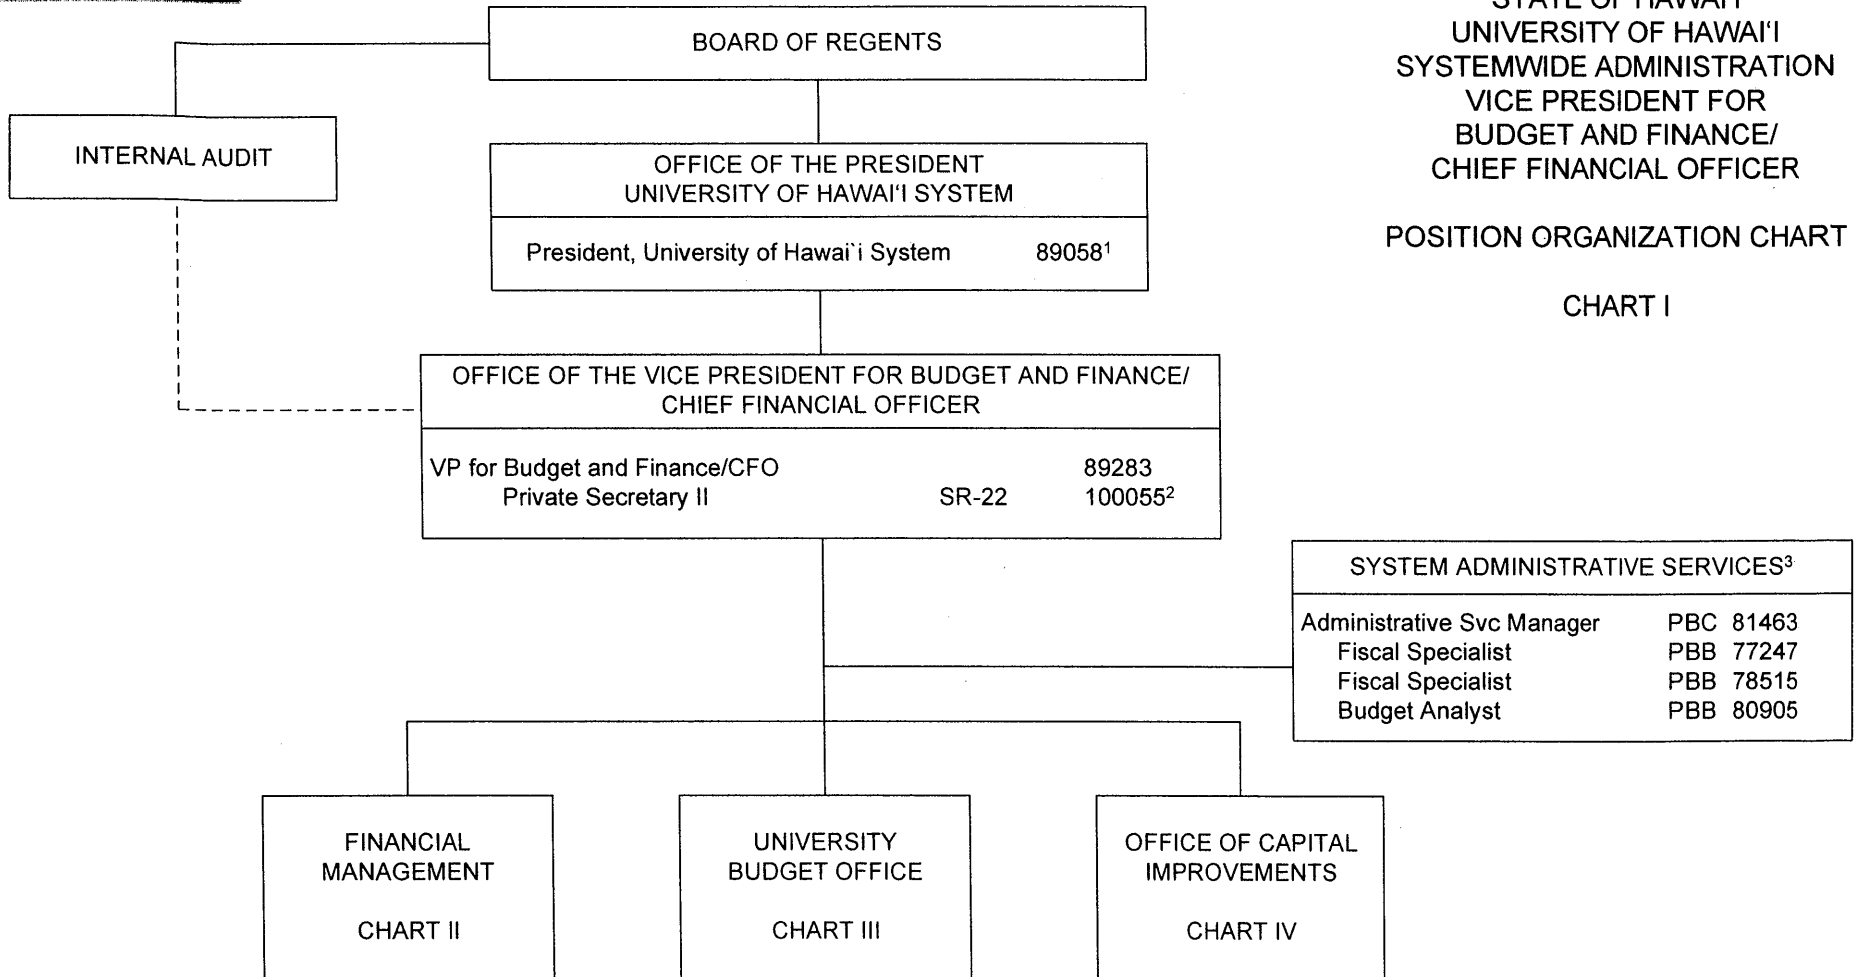 STATE OF HAWAI'I
UNIVERSITY OF HAWAI'I
SYSTEMWIDE ADMINISTRATION
VICE PRESIDENT FOR
BUDGET AND FINANCE/
CHIEF FINANCIAL OFFICER
POSITION ORGANIZATION CHART
CHART I
BOARD OF REGENTS
INTERNAL AUDIT
OFFICE OF THE PRESIDENT
UNIVERSITY OF HAWAI'I SYSTEM
President, University of Hawai`i System 89058¹
OFFICE OF THE VICE PRESIDENT FOR BUDGET AND FINANCE/
CHIEF FINANCIAL OFFICER
VP for Budget and Finance/CFO 89283
Private Secretary II SR-22 100055²
SYSTEM ADMINISTRATIVE SERVICES³
Administrative Svc Manager PBC 81463
Fiscal Specialist PBB 77247
Fiscal Specialist PBB 78515
Budget Analyst PBB 80905
FINANCIAL
MANAGEMENT
CHART II
UNIVERSITY
BUDGET OFFICE
CHART III
OFFICE OF CAPITAL
IMPROVEMENTS
CHART IV